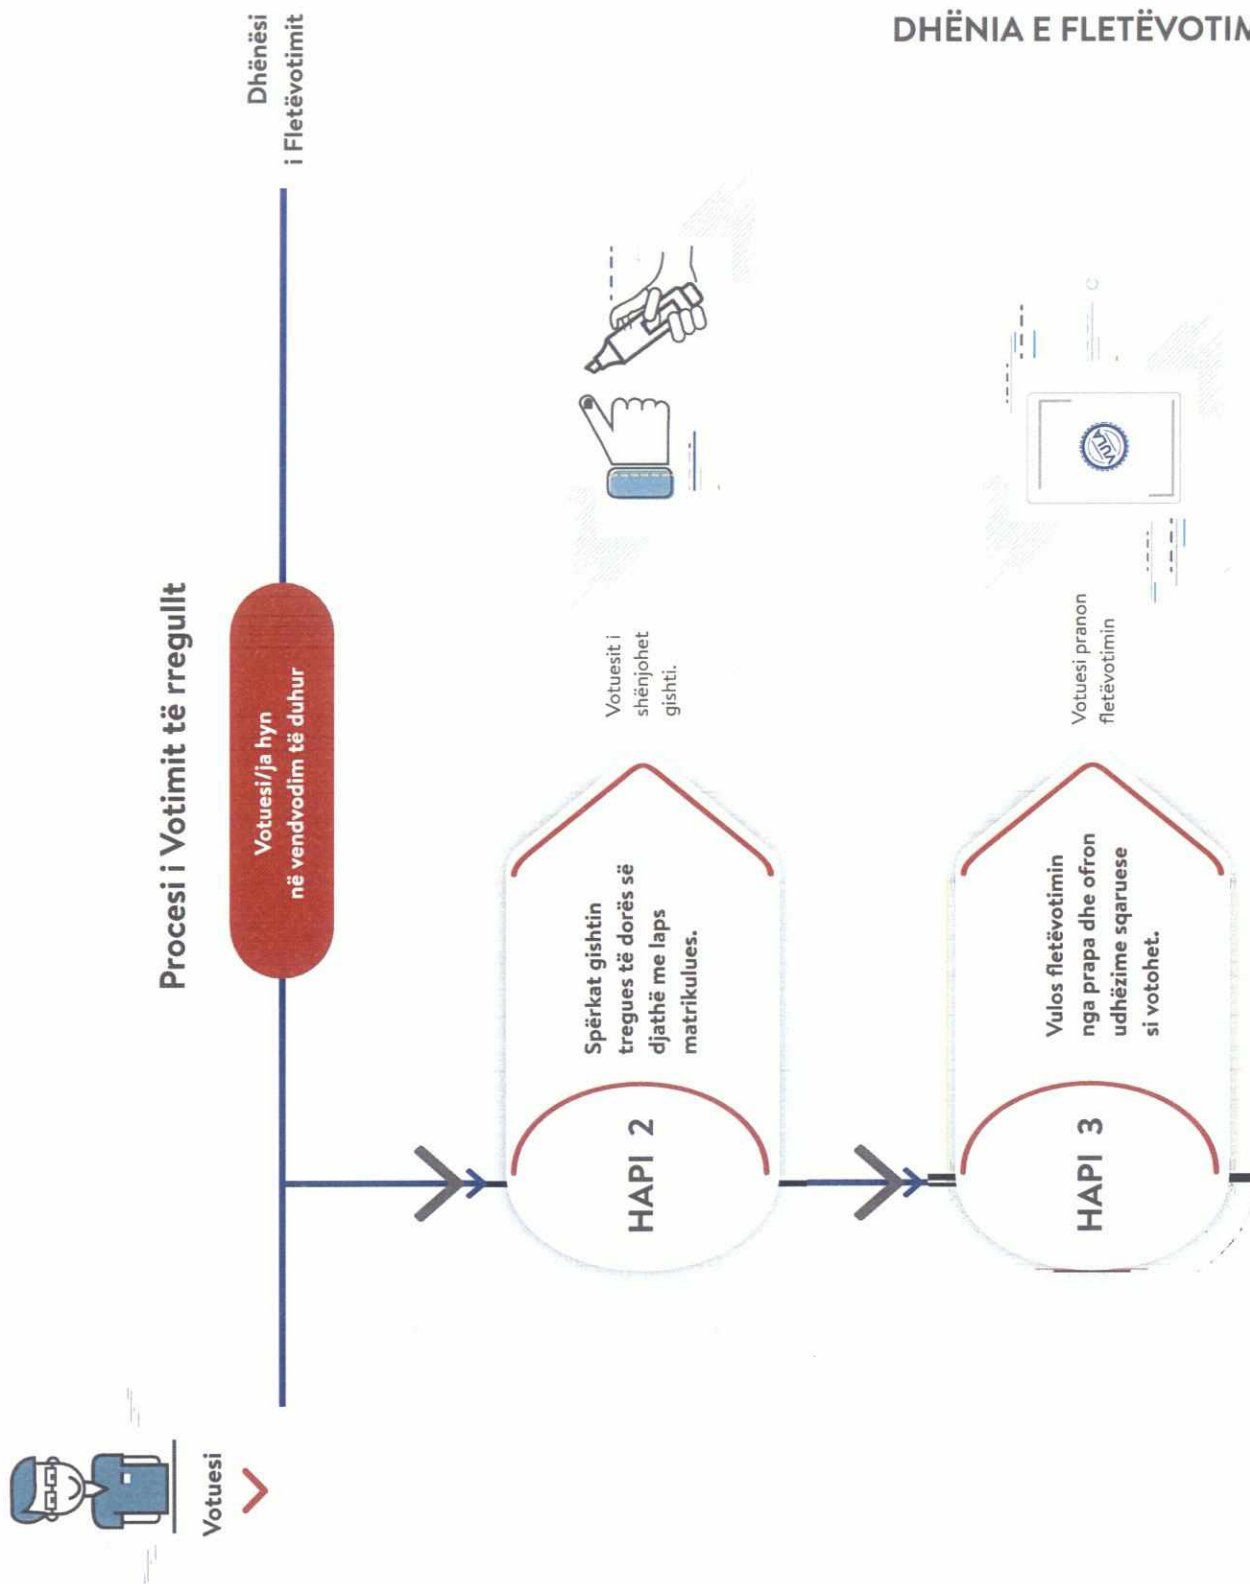 DHËNIA E FLETËVOTIM
Procesi i Votimit të rregullt
Votuesi
Votuesi/ja hyn
në vendvodim të duhur
Dhënësi
i Fletëvotimit
HAPI 2
Spërkat gishtin
tregues të dorës së
djathë me laps
matrikulues.
Votuesit i
shënjohet
gishti.
HAPI 3
Vulos fletëvotimin
nga prapa dhe ofron
udhëzime sqaruese
si votohet.
Votuesi pranon
fletëvotimin
VULA